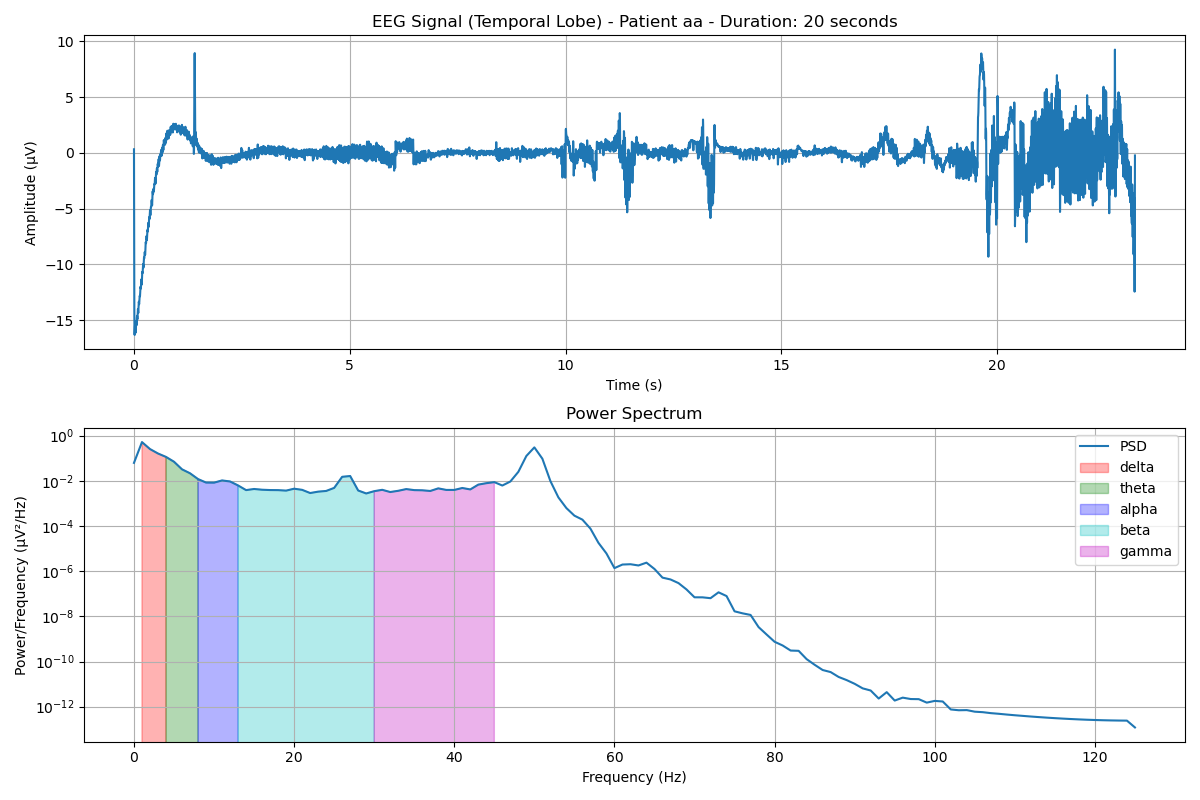 EEG Signal (Temporal Lobe) - Patient aa - Duration: 20 seconds
10
5
0
−5
−10
−15
Amplitude (µV)
0 5 10 15 20
Time (s)
Power Spectrum
10⁰
10⁻²
10⁻⁴
10⁻⁶
10⁻⁸
10⁻¹⁰
10⁻¹²
Power/Frequency (µV²/Hz)
PSD
delta
theta
alpha
beta
gamma
0 20 40 60 80 100 120
Frequency (Hz)